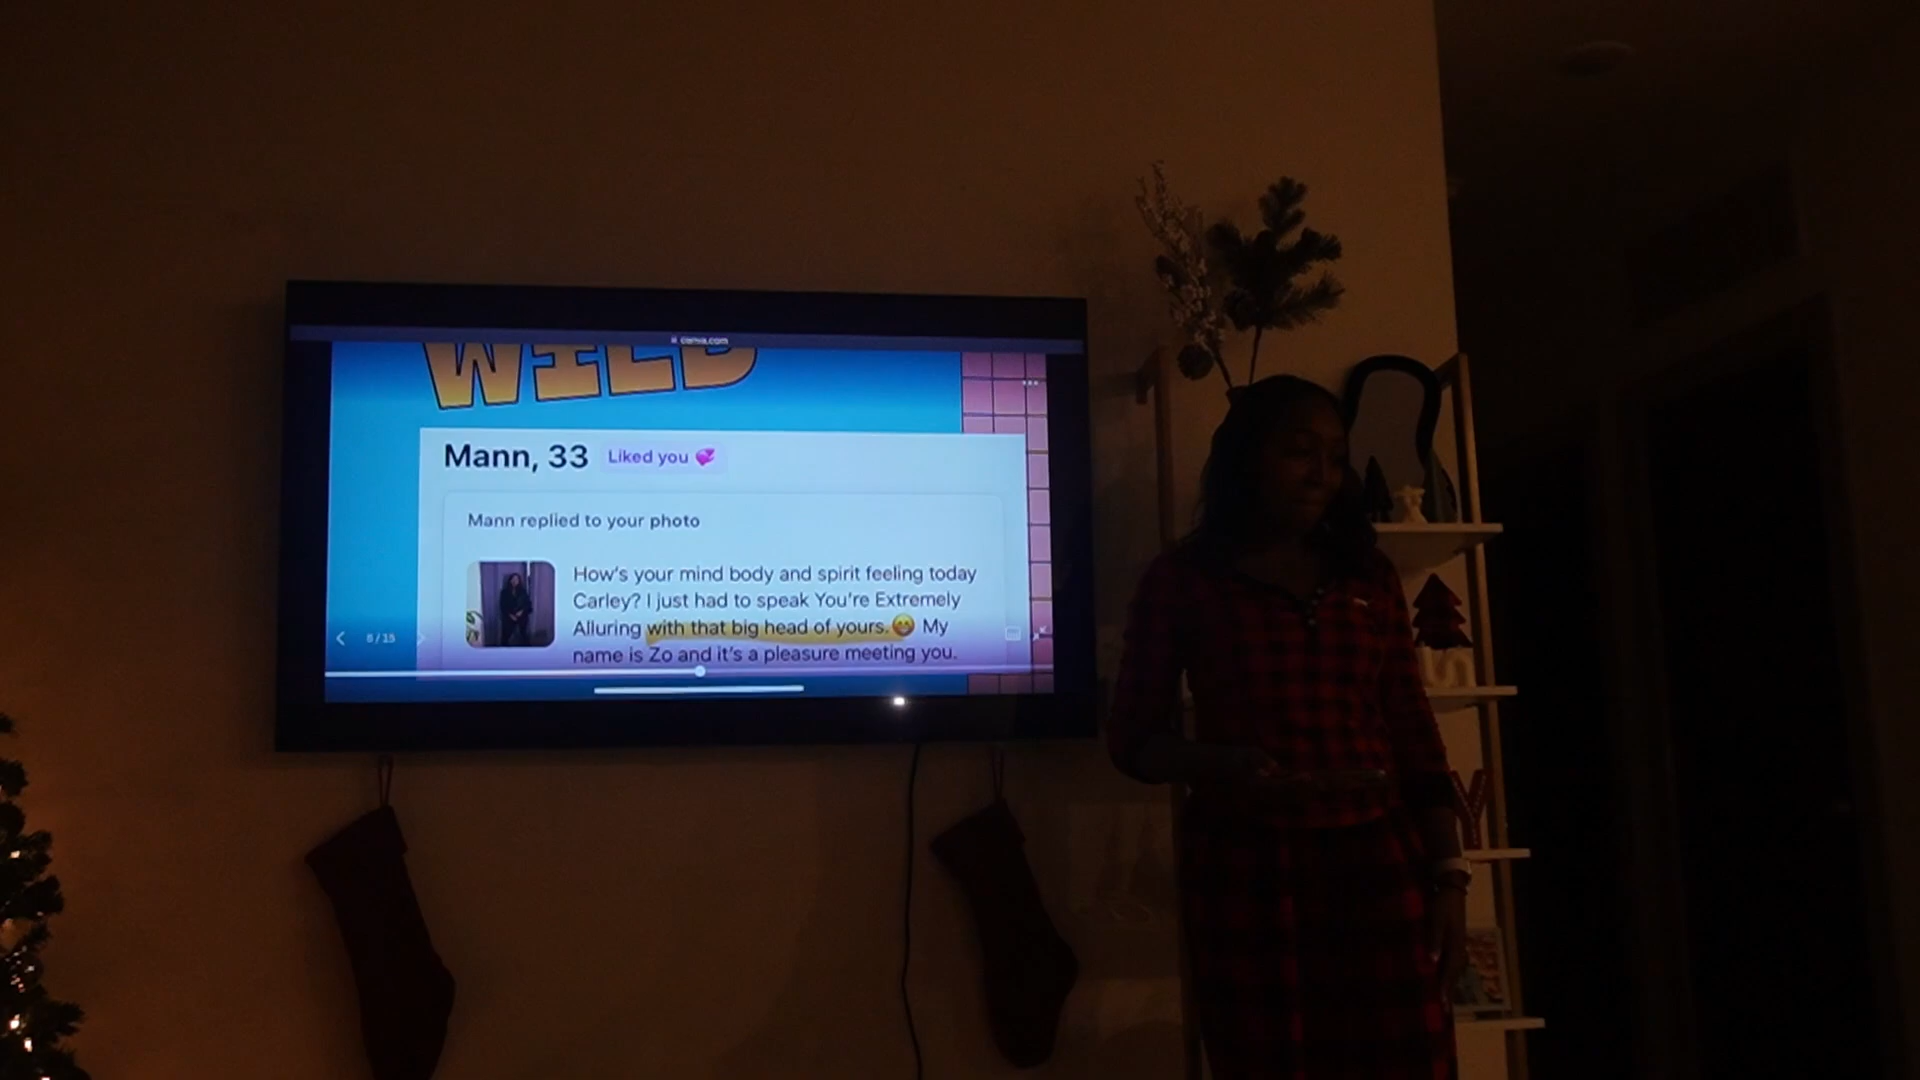 canva.com
WILD
Mann, 33 Liked you 💞
Mann replied to your photo
How's your mind body and spirit feeling today
Carley? I just had to speak You're Extremely
Alluring with that big head of yours. 😁 My
name is Zo and it's a pleasure meeting you.
Y